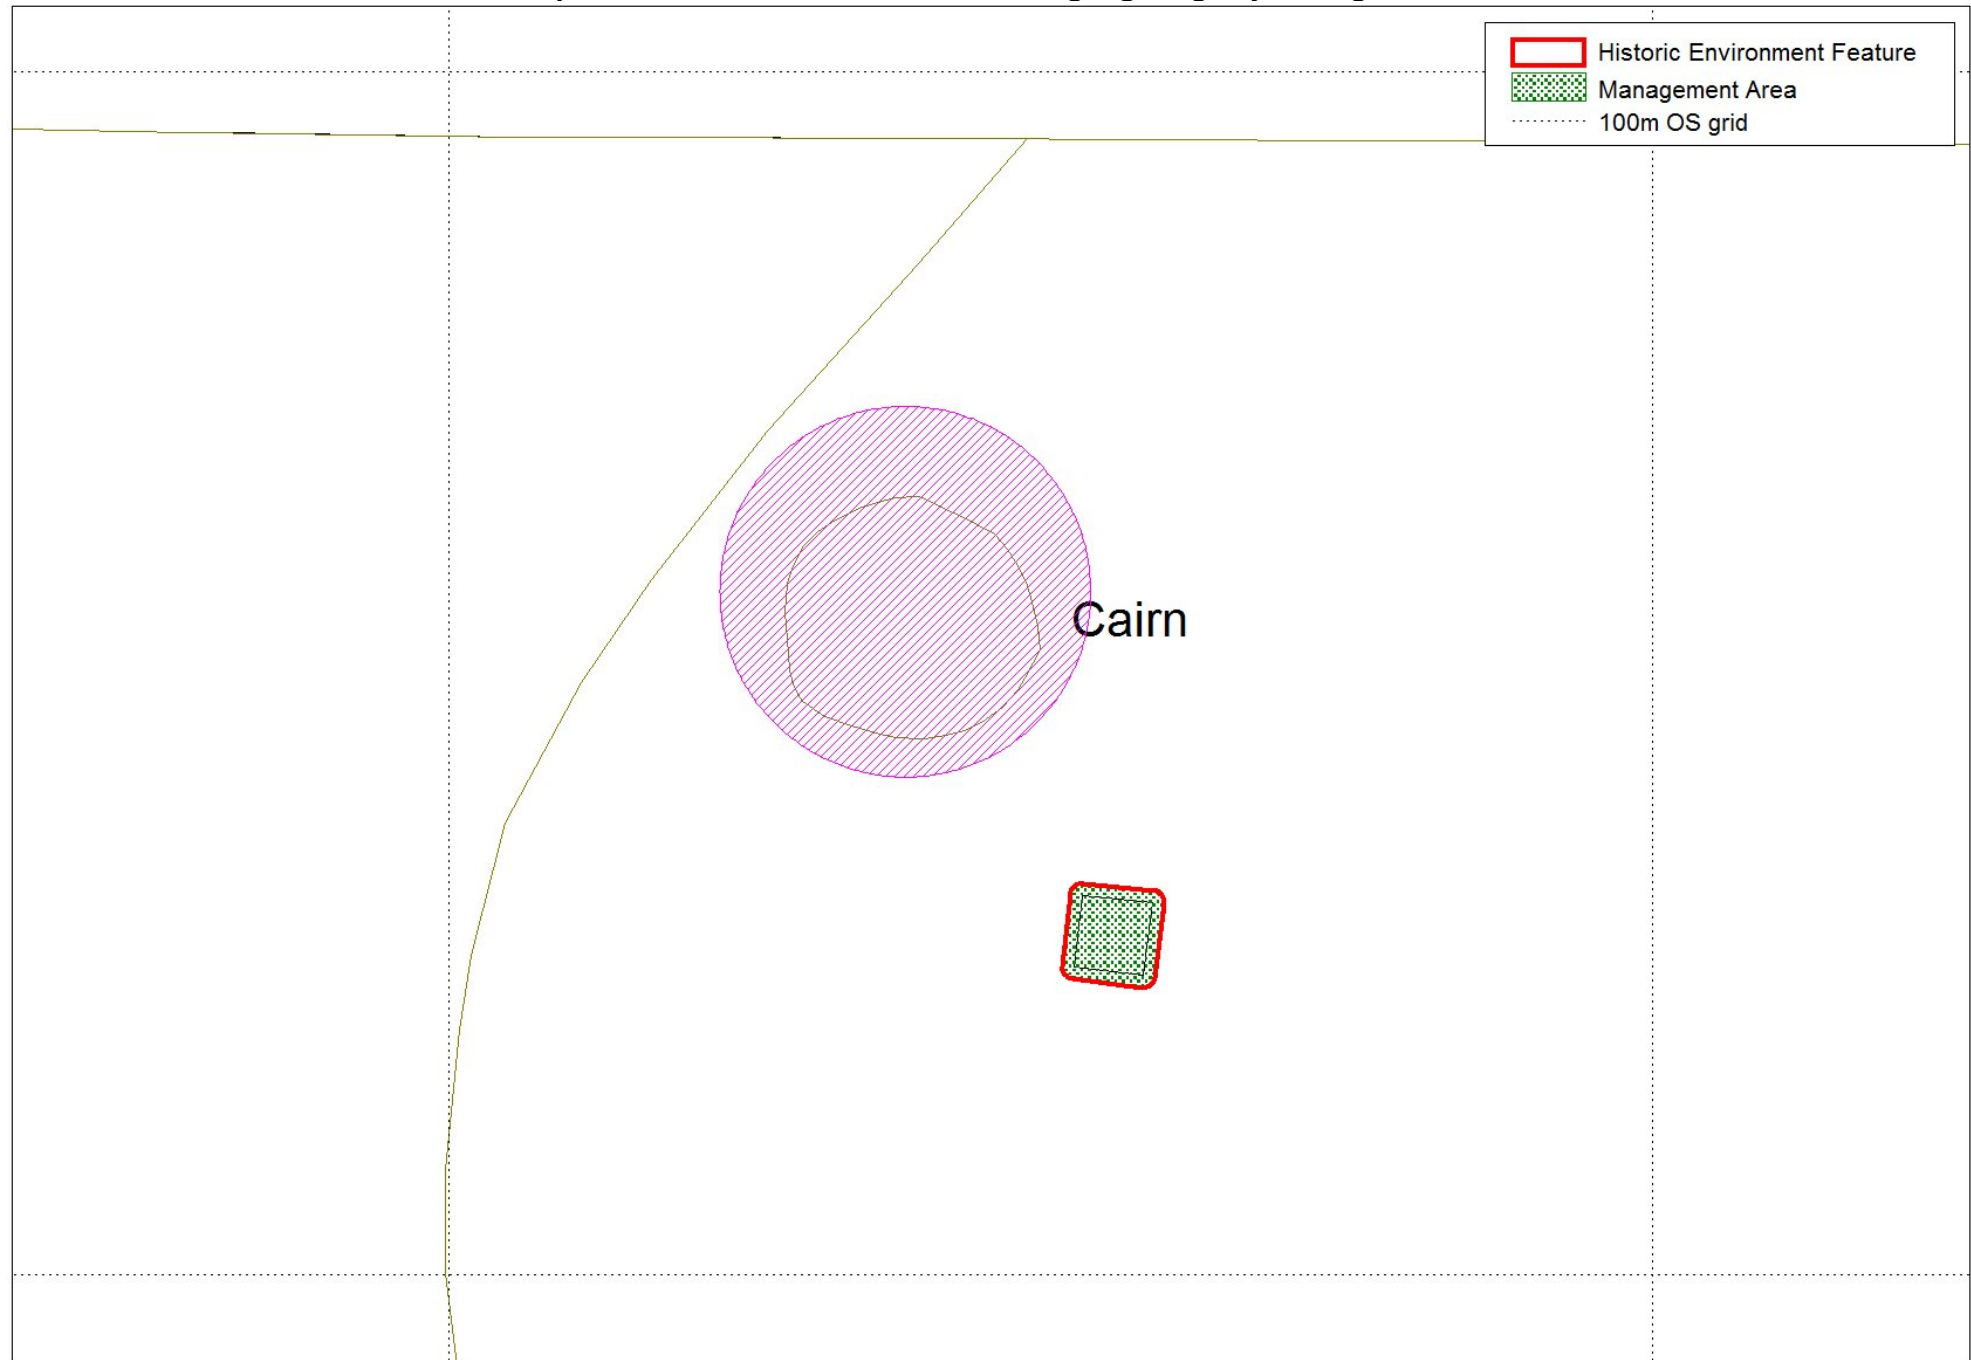 Historic Environment Feature
Management Area
100m OS grid
Cairn